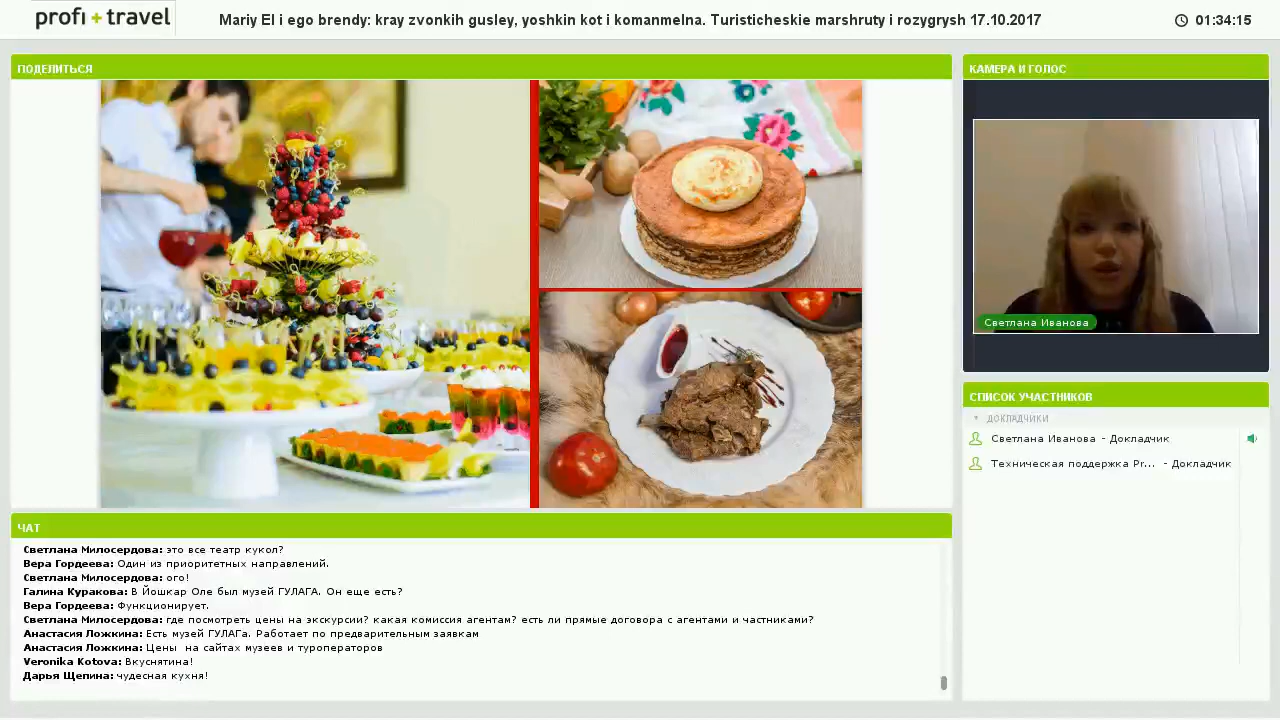 profi + travel
Mariy El i ego brendy: kray zvonkih gusley, yoshkin kot i komanmelna. Turisticheskie marshruty i rozygrysh 17.10.2017
01:34:15
ПОДЕЛИТЬСЯ
КАМЕРА И ГОЛОС
Светлана Иванова
СПИСОК УЧАСТНИКОВ
ДОКЛАДЧИКИ
Светлана Иванова - Докладчик
Техническая поддержка Pr... - Докладчик
ЧАТ
Светлана Милосердова: это все театр кукол?
Вера Гордеева: Один из приоритетных направлений.
Светлана Милосердова: ого!
Галина Куракова: В Йошкар Оле был музей ГУЛАГА. Он еще есть?
Вера Гордеева: Функционирует.
Светлана Милосердова: где посмотреть цены на экскурсии? какая комиссия агентам? есть ли прямые договора с агентами и частниками?
Анастасия Ложкина: Есть музей ГУЛАГа. Работает по предварительным заявкам
Анастасия Ложкина: Цены на сайтах музеев и туроператоров
Veronika Kotova: Вкуснятина!
Дарья Щепина: чудесная кухня!